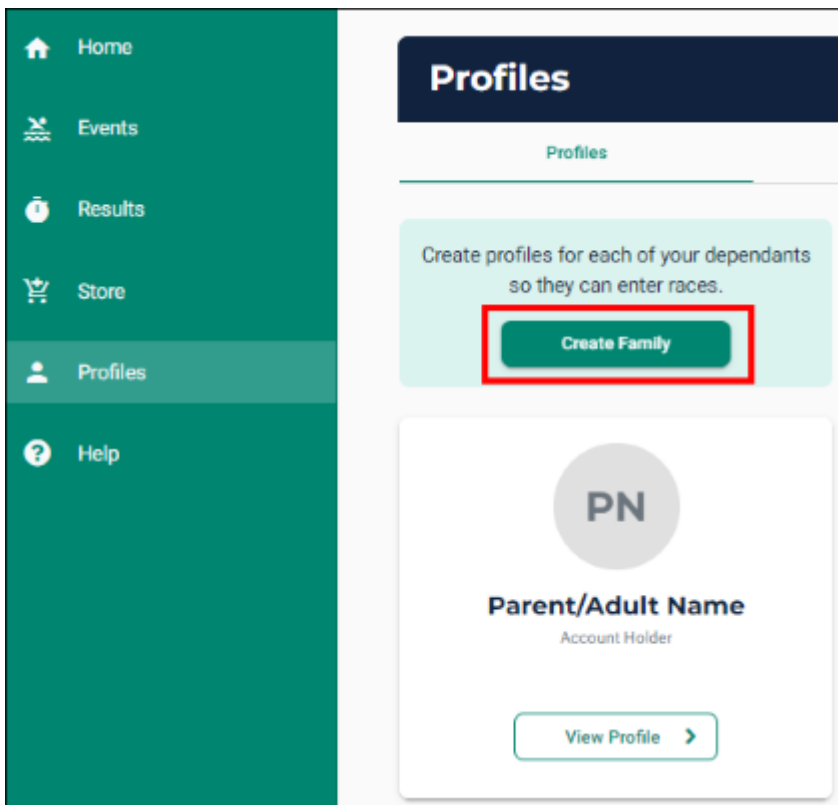 Home
Events
Results
Store
Profiles
Help
Profiles
Profiles
Create profiles for each of your dependants
so they can enter races.
Create Family
PN
Parent/Adult Name
Account Holder
View Profile